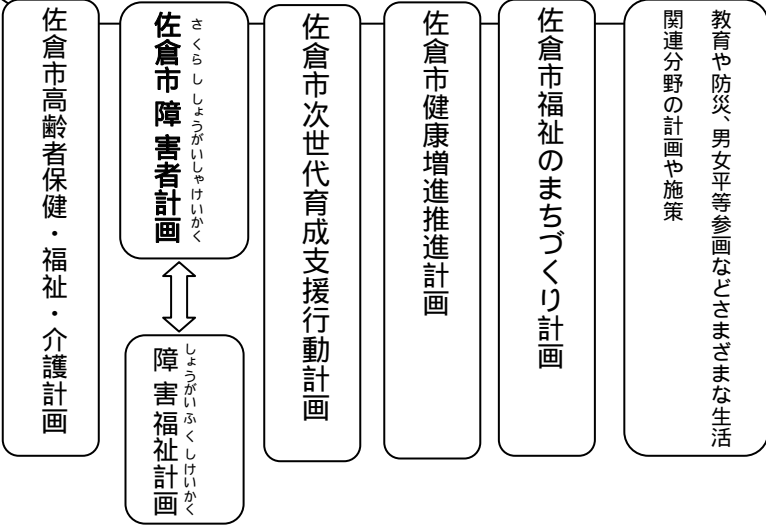 教育や防災、男女平等参画などさまざまな生活
関連分野の計画や施策
佐倉市福祉のまちづくり計画
佐倉市健康増進推進計画
佐倉市次世代育成支援行動計画
さくらし しょうがいしゃけいかく
佐倉市障害者計画
しょうがいふくしけいかく
障害福祉計画
佐倉市高齢者保健・福祉・介護計画